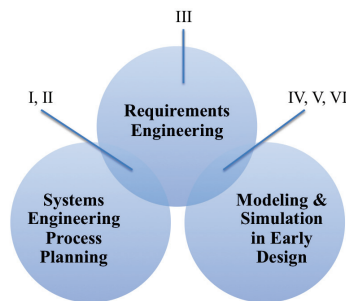 III
I, II
IV, V, VI
Requirements
Engineering
Systems
Engineering
Process
Planning
Modeling &
Simulation
in Early
Design